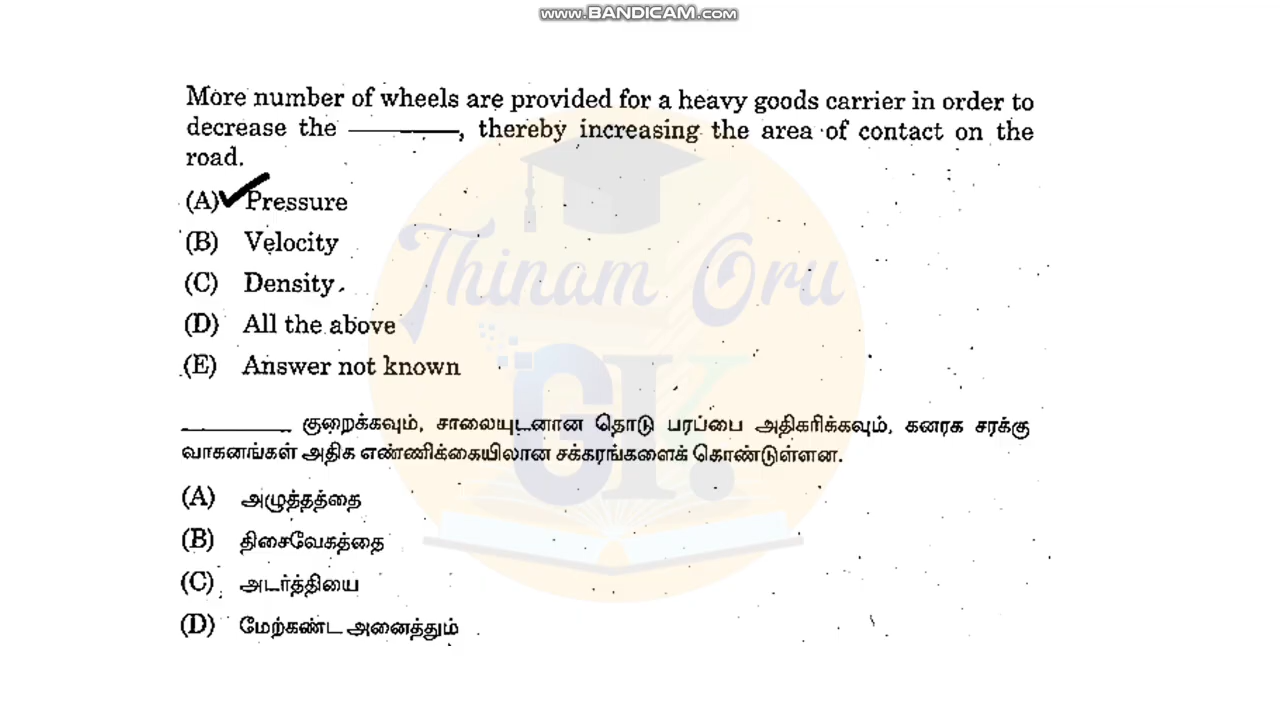 www.BANDICAM.com
More number of wheels are provided for a heavy goods carrier in order to
decrease the ________, thereby increasing the area of contact on the
road.
(A) Pressure
(B) Velocity
(C) Density
(D) All the above
(E) Answer not known
Thinam Oru
GK
________ குறைக்கவும், சாலையுடனான தொடு பரப்பை அதிகரிக்கவும், கனரக சரக்கு
வாகனங்கள் அதிக எண்ணிக்கையிலான சக்கரங்களைக் கொண்டுள்ளன.
(A) அழுத்தத்தை
(B) திசைவேகத்தை
(C) அடர்த்தியை
(D) மேற்கண்ட அனைத்தும்